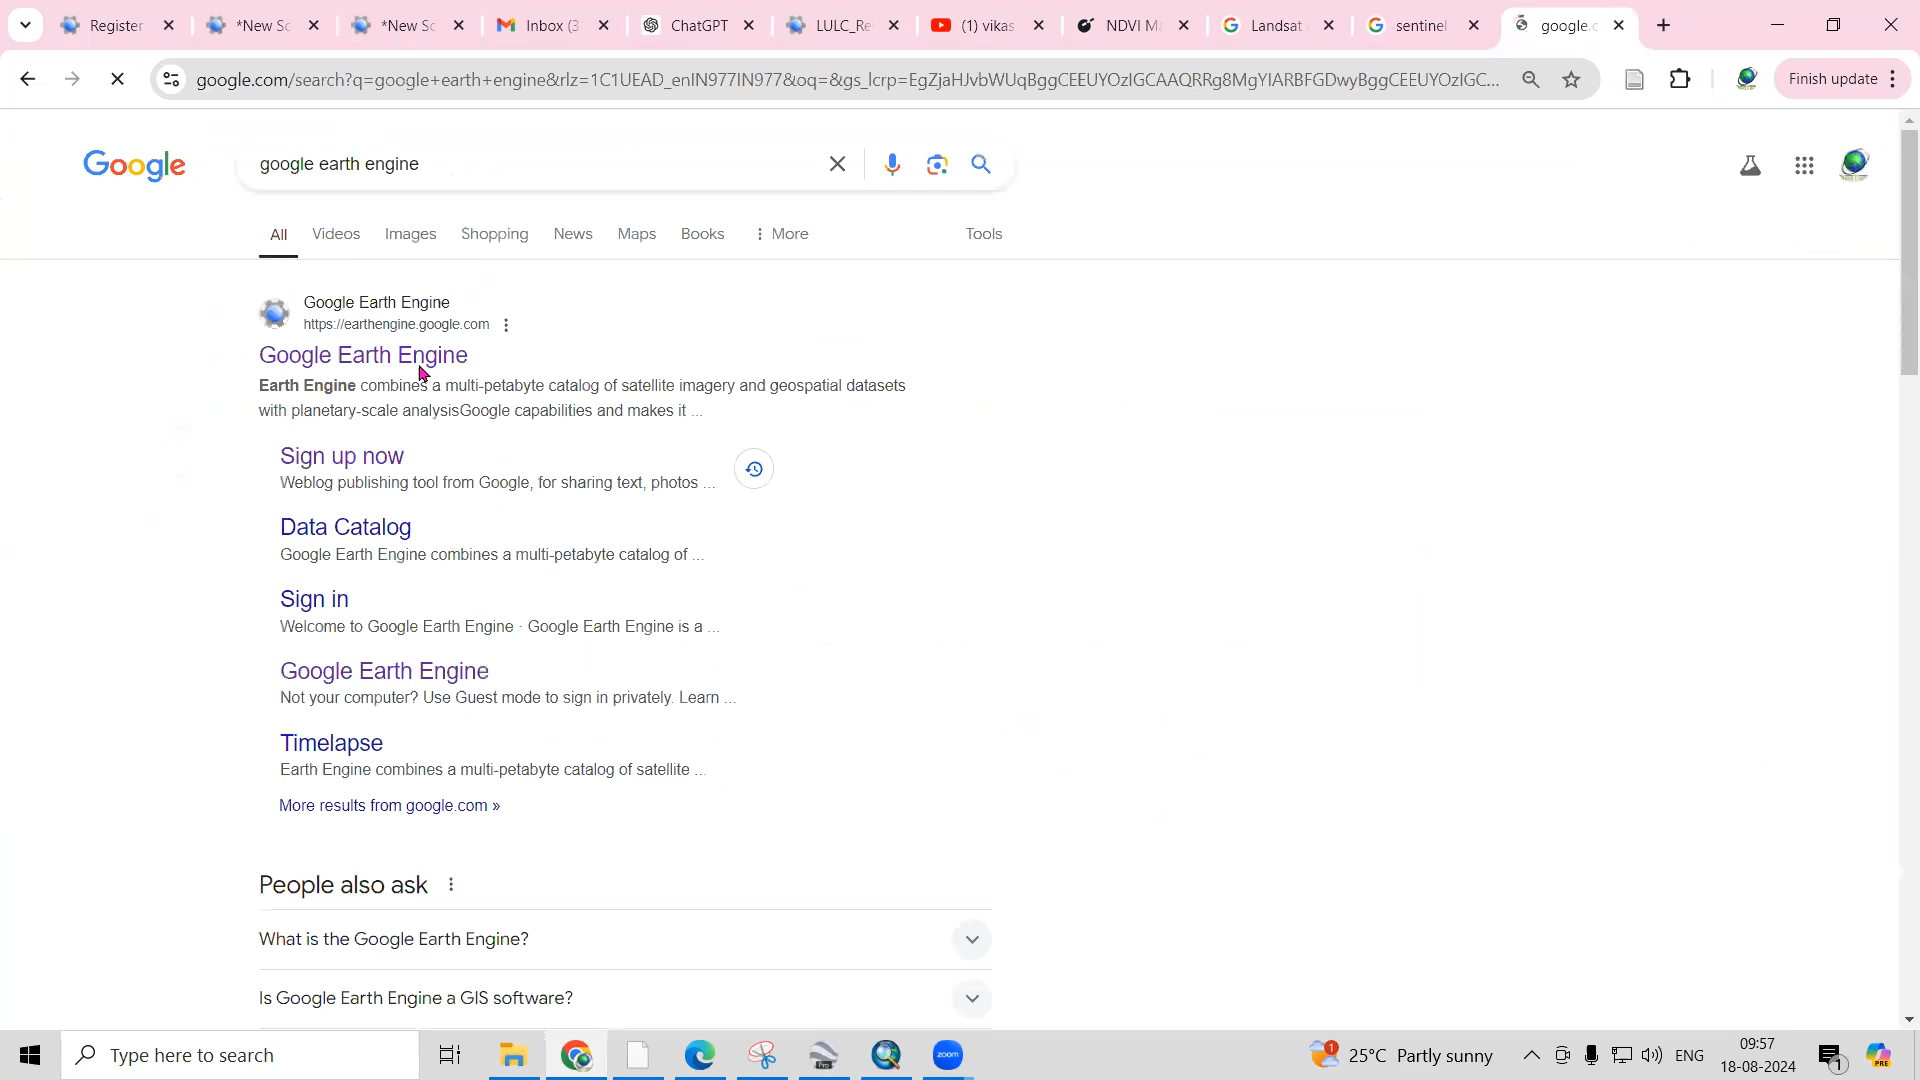 Register
*New Sc
*New Sc
Inbox (3
ChatGPT
LULC_Re
(1) vikas
NDVI M
Landsat
sentinel
google.c
google.com/search?q=google+earth+engine&rlz=1C1UEAD_enIN977IN977&oq=&gs_lcrp=EgZjaHJvbWUqBggCEEUYOzIGCAAQRRg8MgYIARBFGDwyBggCEEUYOzIGC...
Finish update
Google
google earth engine
All
Videos
Images
Shopping
News
Maps
Books
More
Tools
Google Earth Engine
https://earthengine.google.com
Google Earth Engine
Earth Engine combines a multi-petabyte catalog of satellite imagery and geospatial datasets
with planetary-scale analysisGoogle capabilities and makes it ...
Sign up now
Weblog publishing tool from Google, for sharing text, photos ...
Data Catalog
Google Earth Engine combines a multi-petabyte catalog of ...
Sign in
Welcome to Google Earth Engine · Google Earth Engine is a ...
Google Earth Engine
Not your computer? Use Guest mode to sign in privately. Learn ...
Timelapse
Earth Engine combines a multi-petabyte catalog of satellite ...
More results from google.com »
People also ask
What is the Google Earth Engine?
Is Google Earth Engine a GIS software?
Type here to search
Pro
zoom
1
25°C Partly sunny
ENG
09:57
18-08-2024
1
PRE